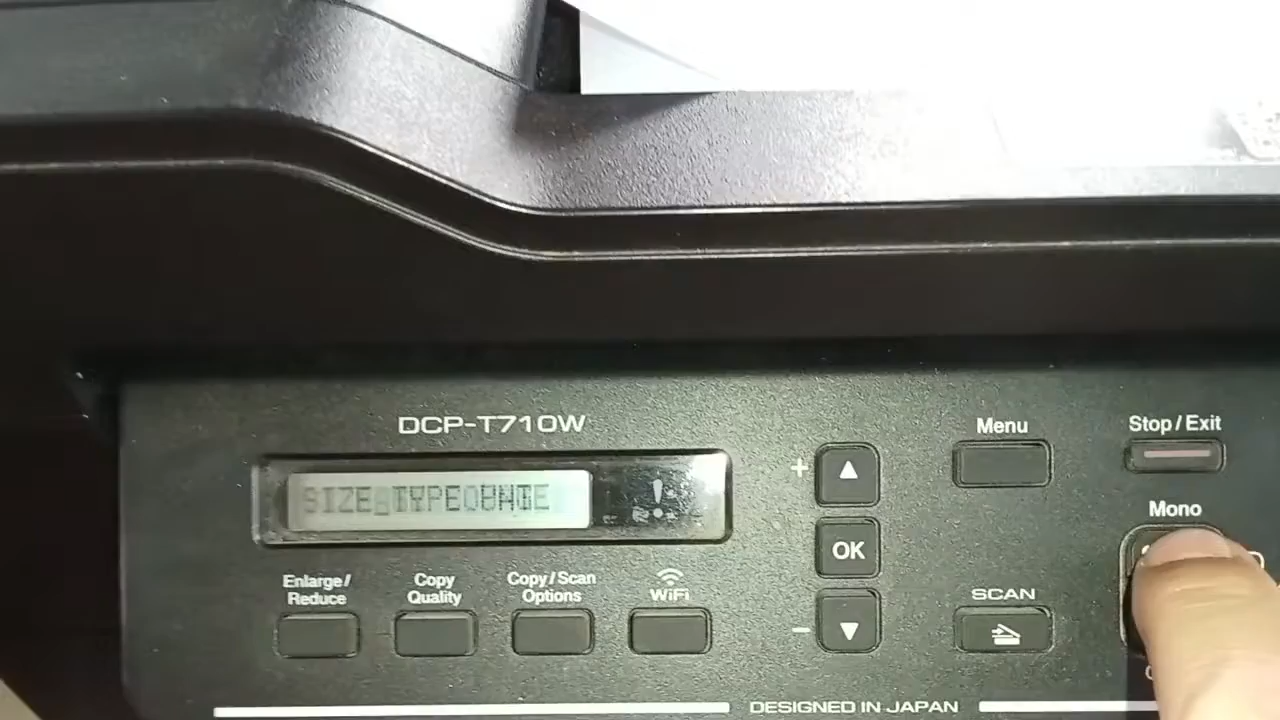 DCP-T710W
SIZE
+
OK
−
Menu
Stop/Exit
Mono
Enlarge/
Reduce
Copy
Quality
Copy/Scan
Options
WiFi
SCAN
DESIGNED IN JAPAN